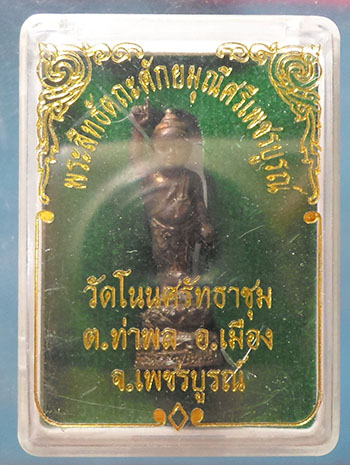 พระสิทธัตถะศักยมุณีศรีเพชรบูรณ์
วัดโนนศรัทธาชุม
ต.ท่าพล อ.เมือง
จ.เพชรบูรณ์